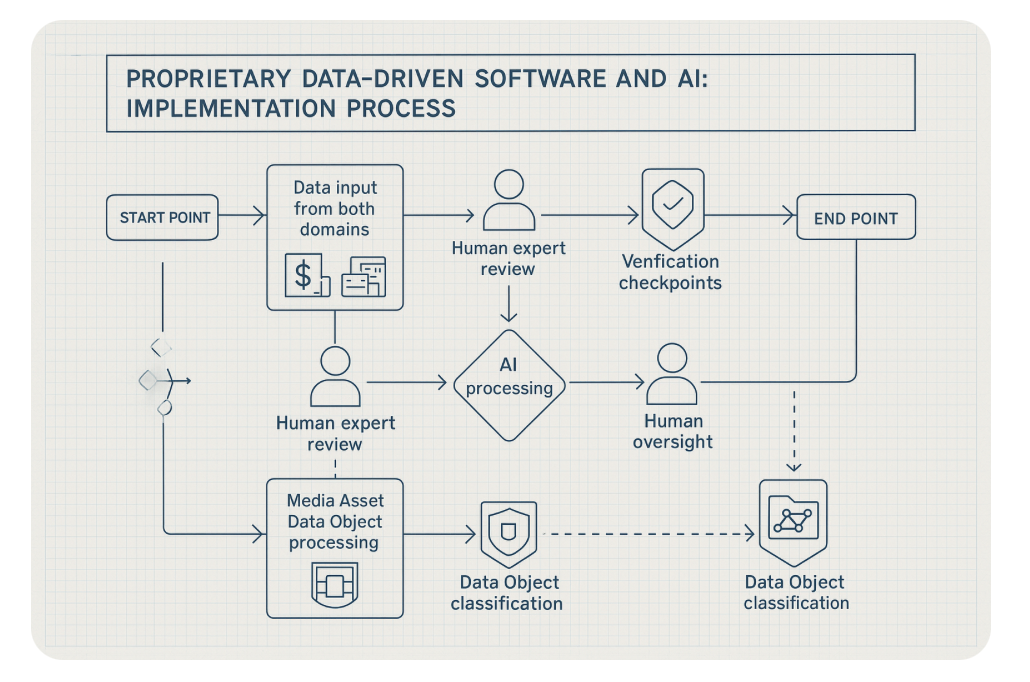 PROPRIETARY DATA-DRIVEN SOFTWARE AND AI:
IMPLEMENTATION PROCESS
START POINT
Data input
from both
domains
$
Human expert
review
Venfication
checkpoints
END POINT
Human expert
review
AI
processing
Human
oversight
Media Asset
Data Object
processing
Data Object
classification
Data Object
classification